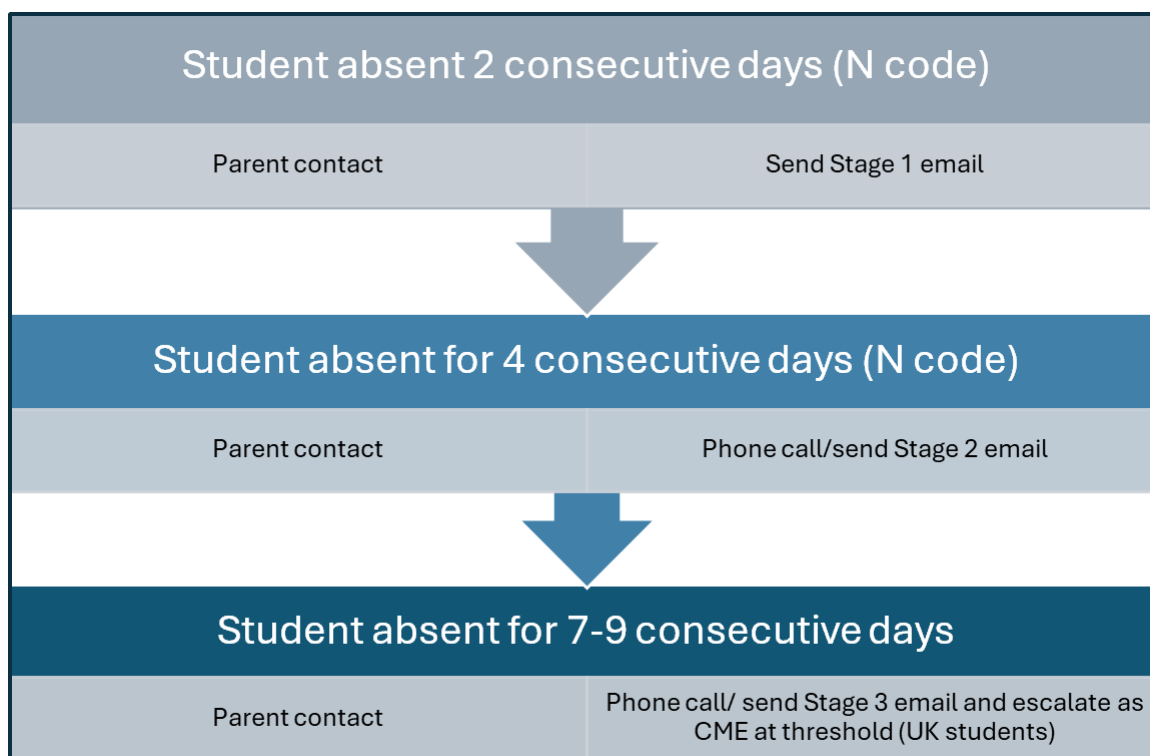 Student absent 2 consecutive days (N code)
Parent contact
Send Stage 1 email
Student absent for 4 consecutive days (N code)
Parent contact
Phone call/send Stage 2 email
Student absent for 7-9 consecutive days
Parent contact
Phone call/ send Stage 3 email and escalate as
CME at threshold (UK students)